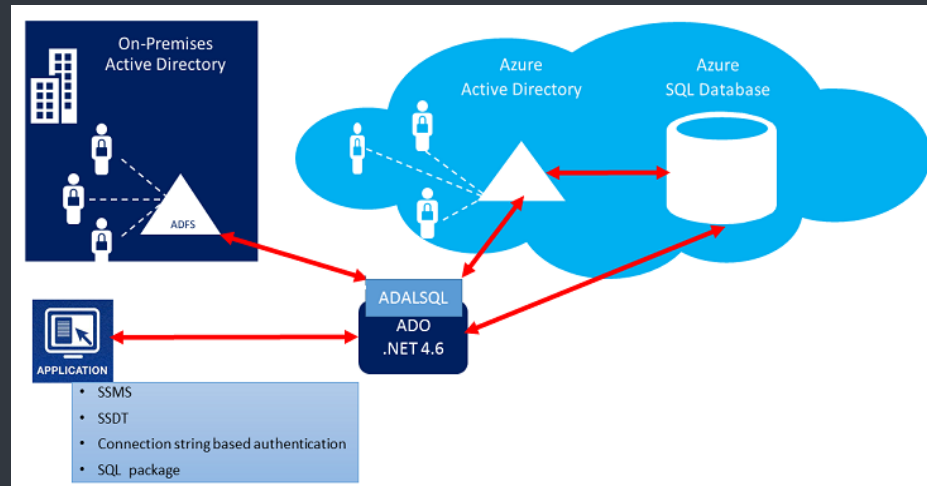 On-Premises
Active Directory
ADFS
Azure
Active Directory
Azure
SQL Database
ADALSQL
ADO
.NET 4.6
APPLICATION
• SSMS
• SSDT
• Connection string based authentication
• SQL package